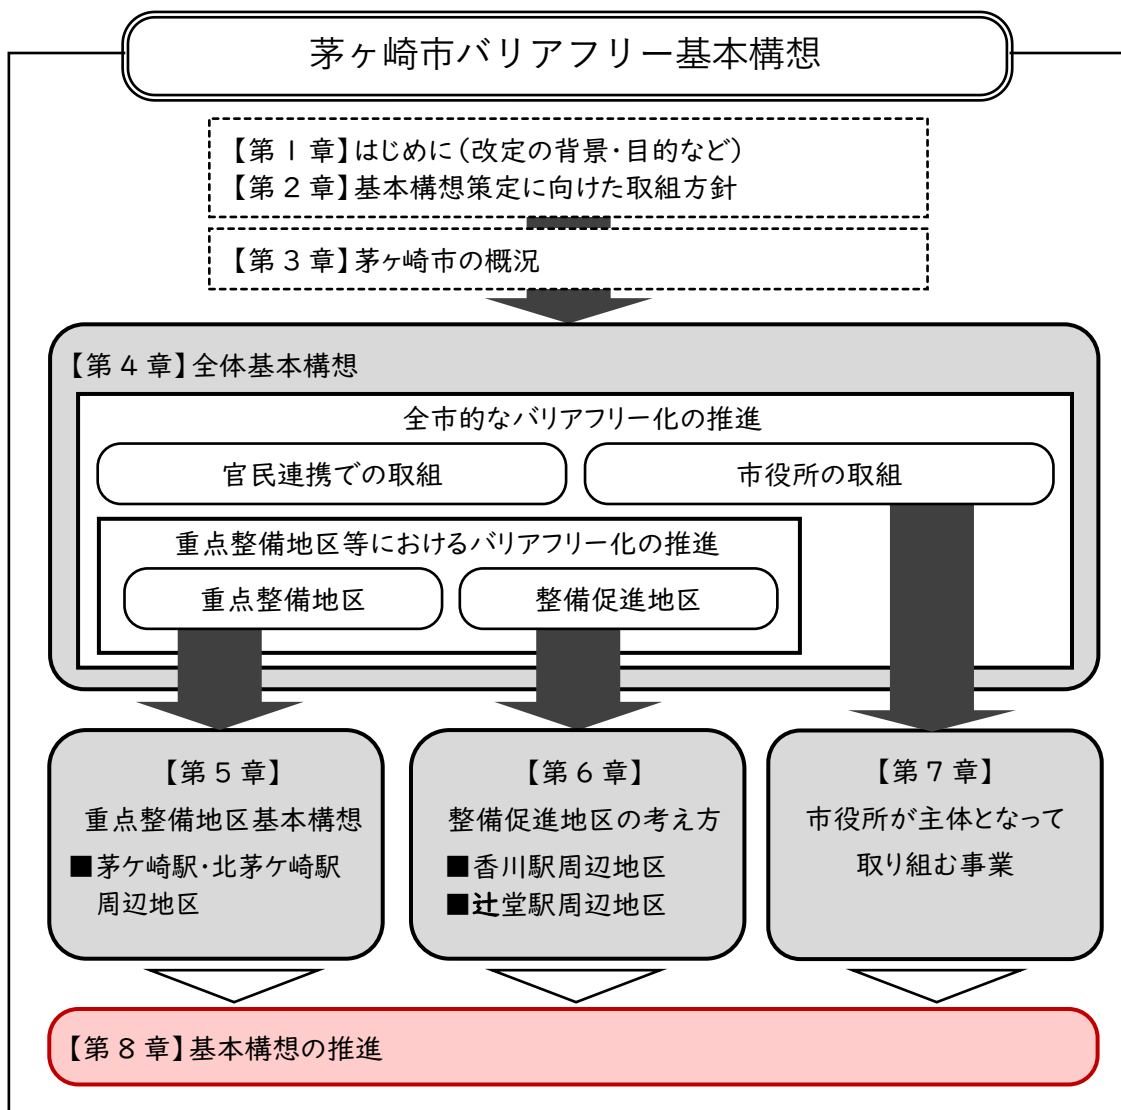 茅ヶ崎市バリアフリー基本構想
【第１章】はじめに（改定の背景・目的など）
【第２章】基本構想策定に向けた取組方針
【第３章】茅ヶ崎市の概況
【第４章】全体基本構想
全市的なバリアフリー化の推進
官民連携での取組
市役所の取組
重点整備地区等におけるバリアフリー化の推進
重点整備地区
整備促進地区
【第５章】
重点整備地区基本構想
■茅ケ崎駅・北茅ケ崎駅
周辺地区
【第６章】
整備促進地区の考え方
■香川駅周辺地区
■辻堂駅周辺地区
【第７章】
市役所が主体となって
取り組む事業
【第８章】基本構想の推進